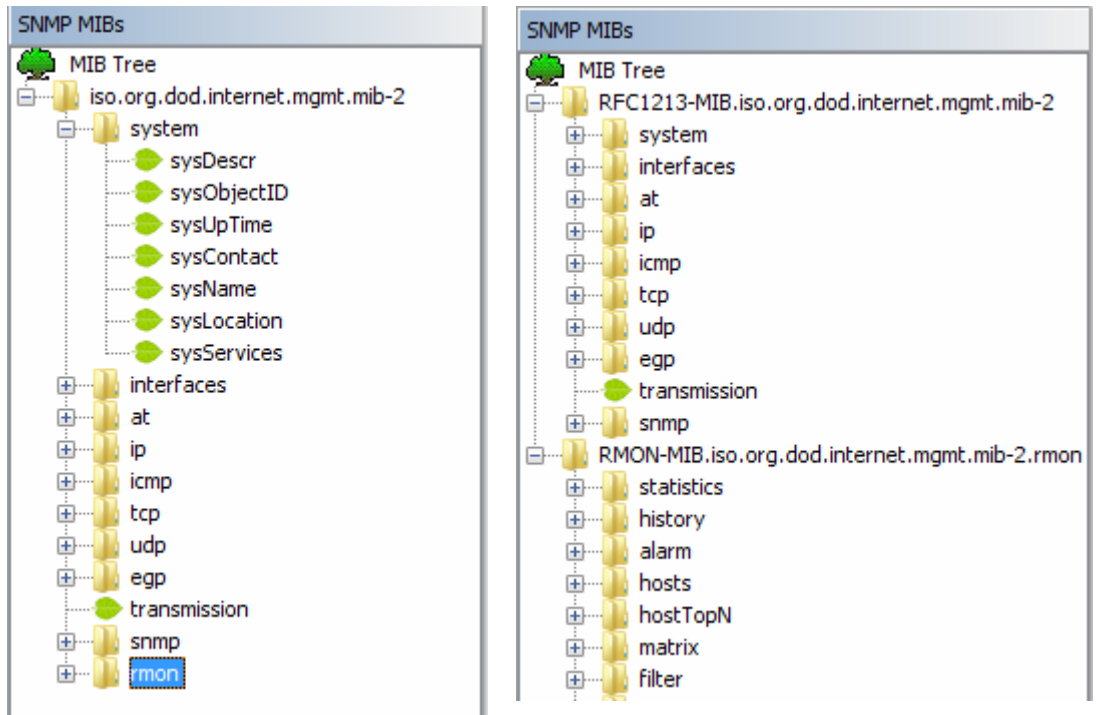 SNMP MIBs
MIB Tree
iso.org.dod.internet.mgmt.mib-2
system
sysDescr
sysObjectID
sysUpTime
sysContact
sysName
sysLocation
sysServices
interfaces
at
ip
icmp
tcp
udp
egp
transmission
snmp
rmon
SNMP MIBs
MIB Tree
RFC1213-MIB.iso.org.dod.internet.mgmt.mib-2
system
interfaces
at
ip
icmp
tcp
udp
egp
transmission
snmp
RMON-MIB.iso.org.dod.internet.mgmt.mib-2.rmon
statistics
history
alarm
hosts
hostTopN
matrix
filter